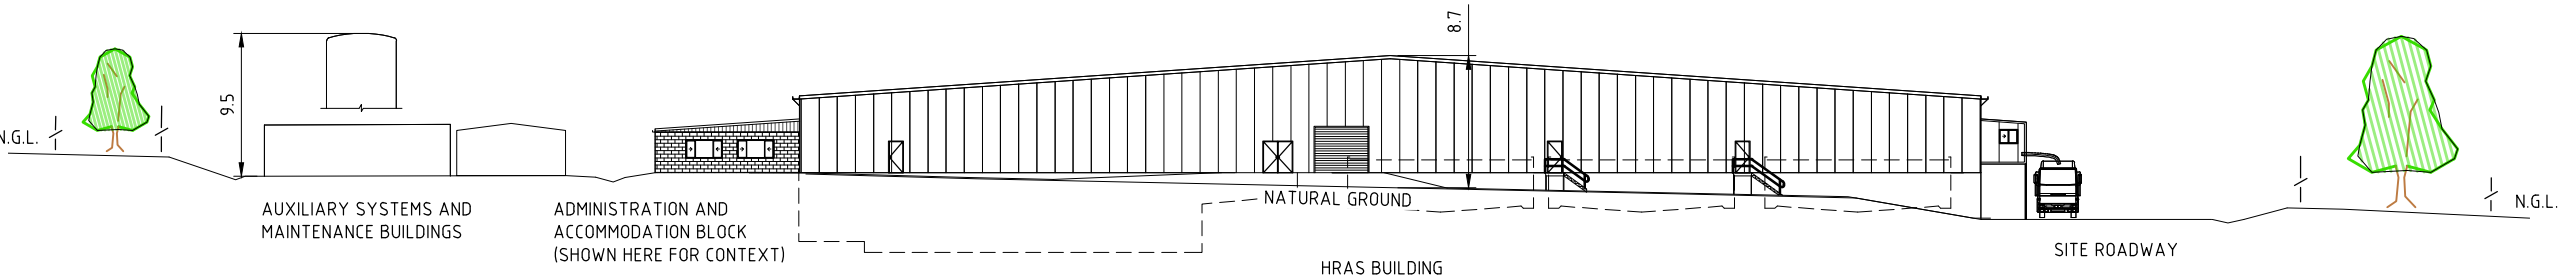 8.7
9.5
N.G.L.
N.G.L.
NATURAL GROUND
AUXILIARY SYSTEMS AND
MAINTENANCE BUILDINGS
ADMINISTRATION AND
ACCOMMODATION BLOCK
(SHOWN HERE FOR CONTEXT)
SITE ROADWAY
HRAS BUILDING